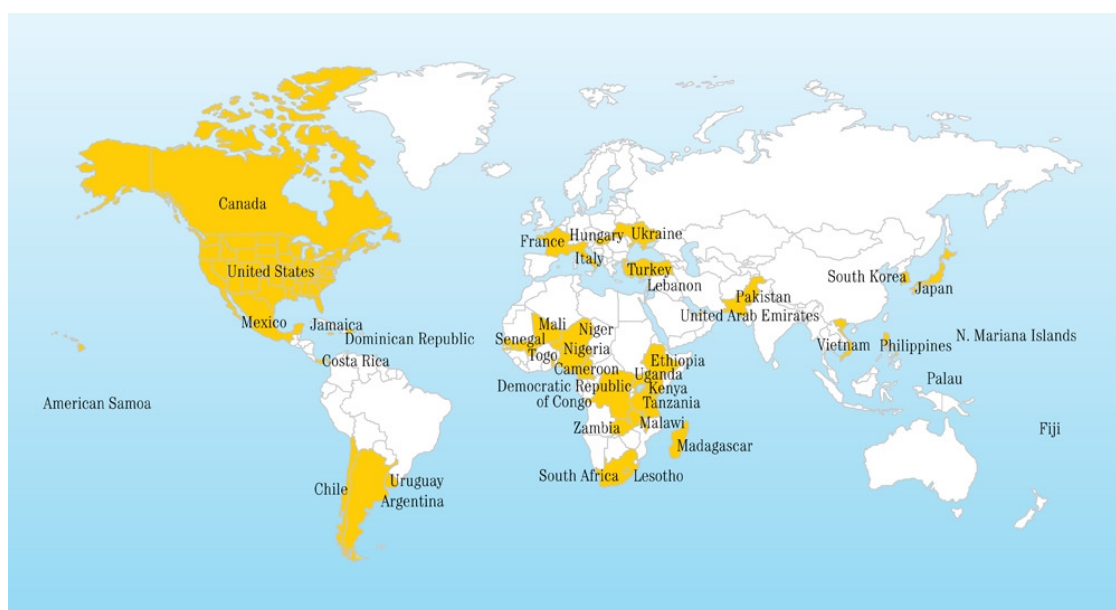 Canada
France
Hungary
Ukraine
Italy
United States
Turkey
Lebanon
South Korea
Japan
Pakistan
United Arab Emirates
Mexico
Jamaica
Dominican Republic
Mali
Niger
Senegal
Togo
Nigeria
Cameroon
Ethiopia
Uganda
Vietnam
Philippines
N. Mariana Islands
Costa Rica
Democratic Republic
of Congo
Kenya
Tanzania
Palau
American Samoa
Zambia
Malawi
Fiji
Madagascar
Chile
Uruguay
Argentina
South Africa
Lesotho